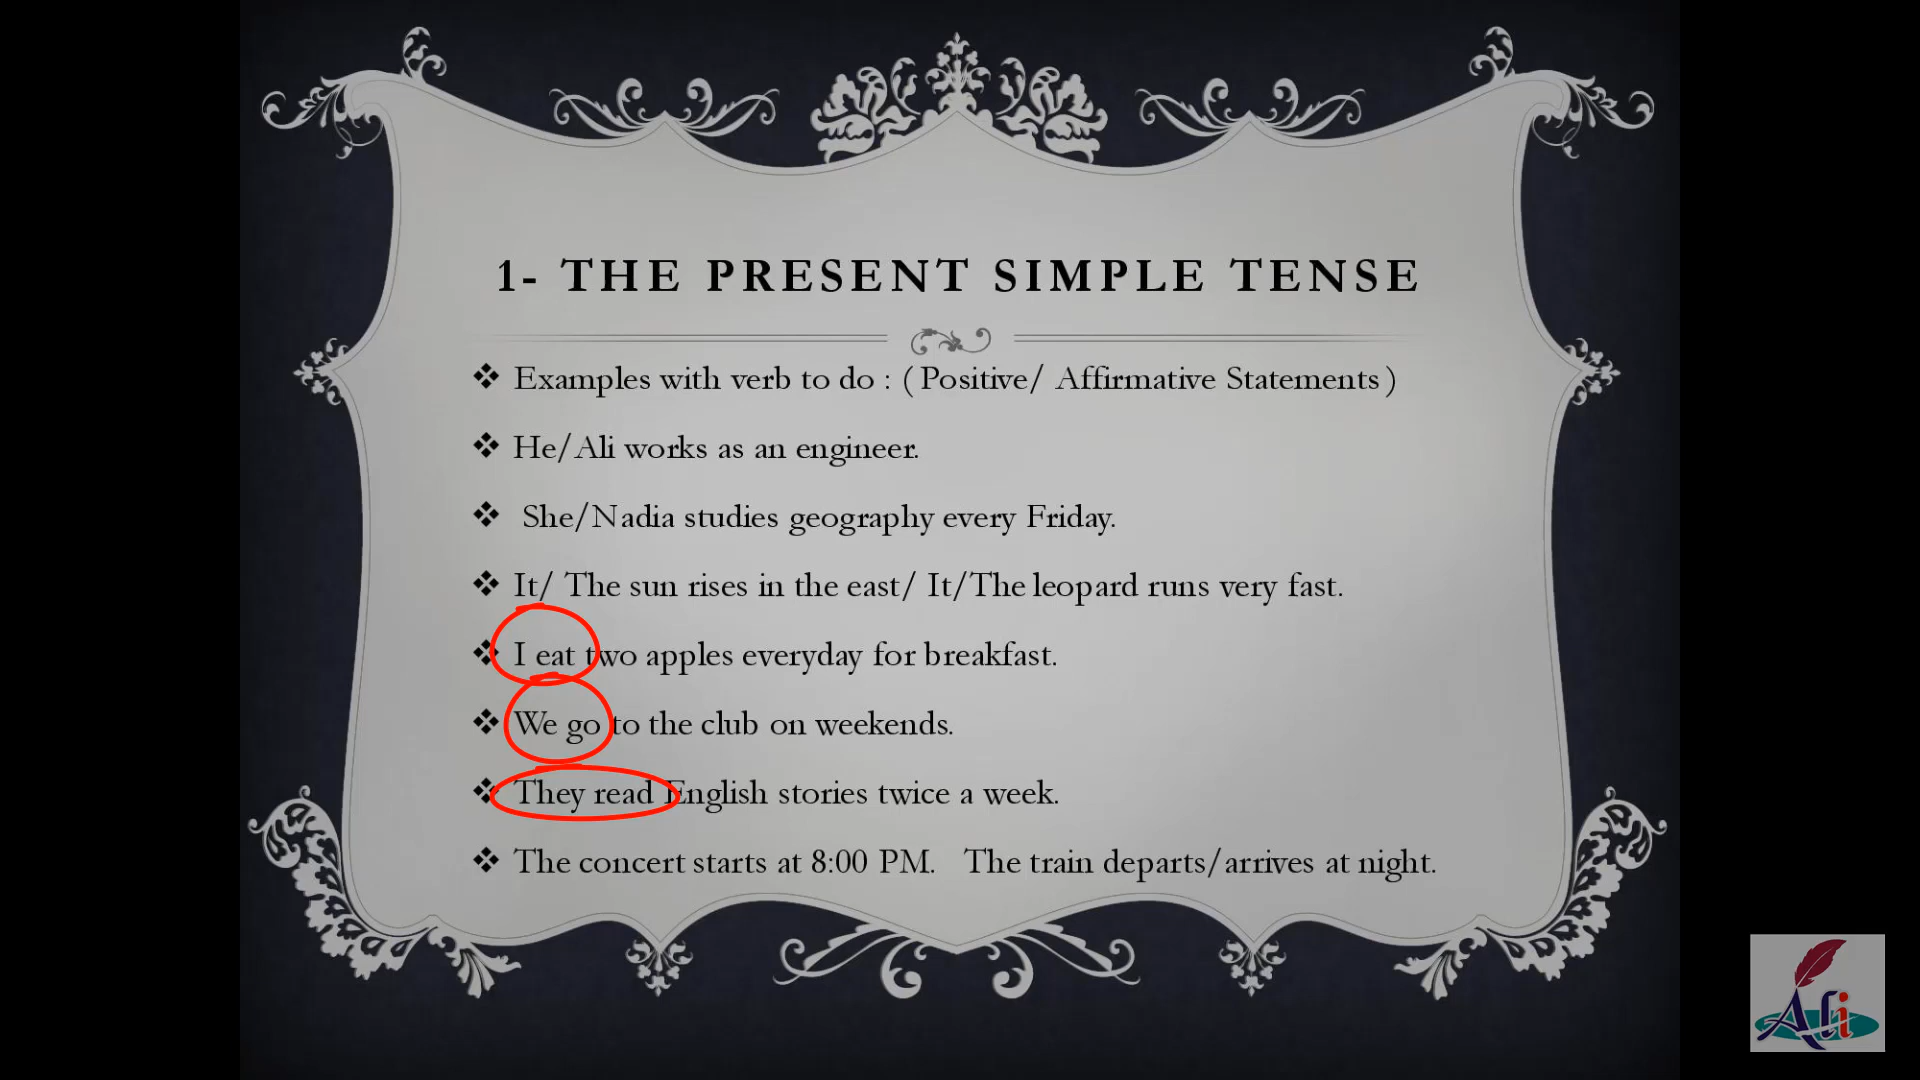 1- THE PRESENT SIMPLE TENSE
Examples with verb to do : ( Positive/ Affirmative Statements )
He/Ali works as an engineer.
She/Nadia studies geography every Friday.
It/ The sun rises in the east/ It/The leopard runs very fast.
I eat two apples everyday for breakfast.
We go to the club on weekends.
They read English stories twice a week.
The concert starts at 8:00 PM. The train departs/arrives at night.
Ali